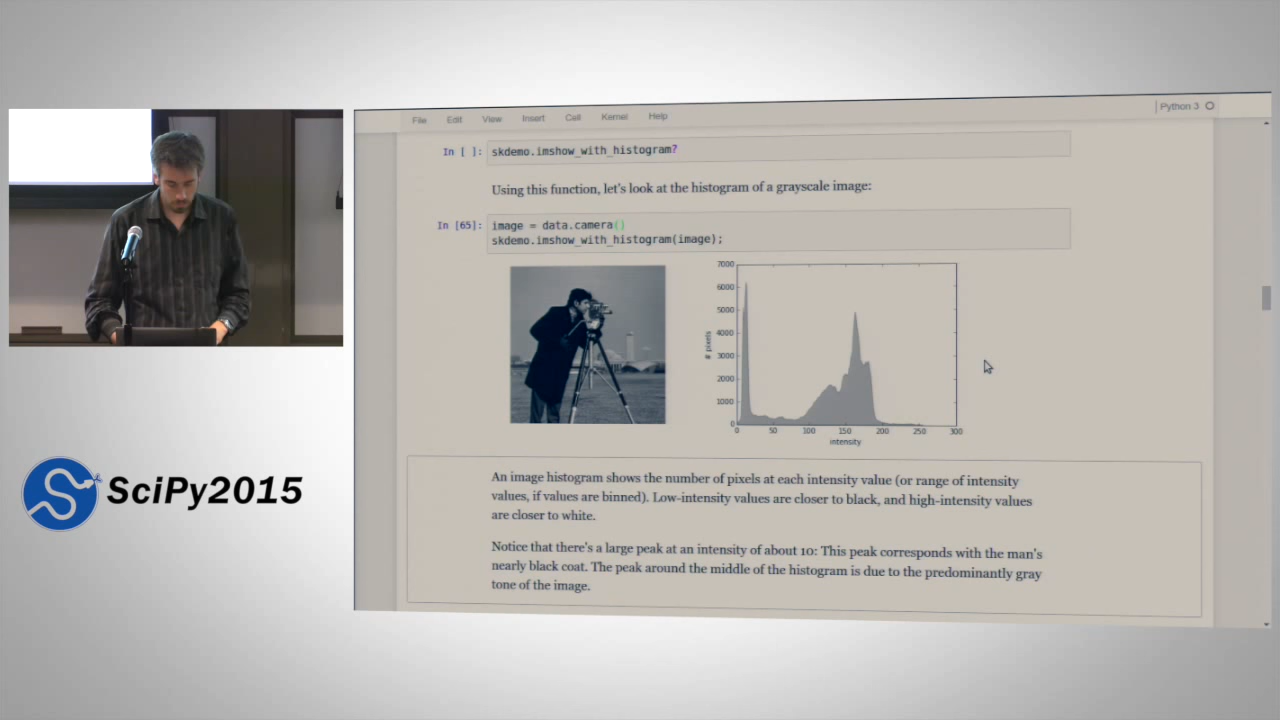 File Edit View Insert Cell Kernel Help
Python 3
In [ ]: skdemo.imshow_with_histogram?
Using this function, let's look at the histogram of a grayscale image:
In [65]: image = data.camera()
skdemo.imshow_with_histogram(image);
7000
6000
5000
4000
3000
2000
1000
0
# pixels
0 50 100 150 200 250 300
intensity
An image histogram shows the number of pixels at each intensity value (or range of intensity
values, if values are binned). Low-intensity values are closer to black, and high-intensity values
are closer to white.
Notice that there's a large peak at an intensity of about 10: This peak corresponds with the man's
nearly black coat. The peak around the middle of the histogram is due to the predominantly gray
tone of the image.
SciPy2015